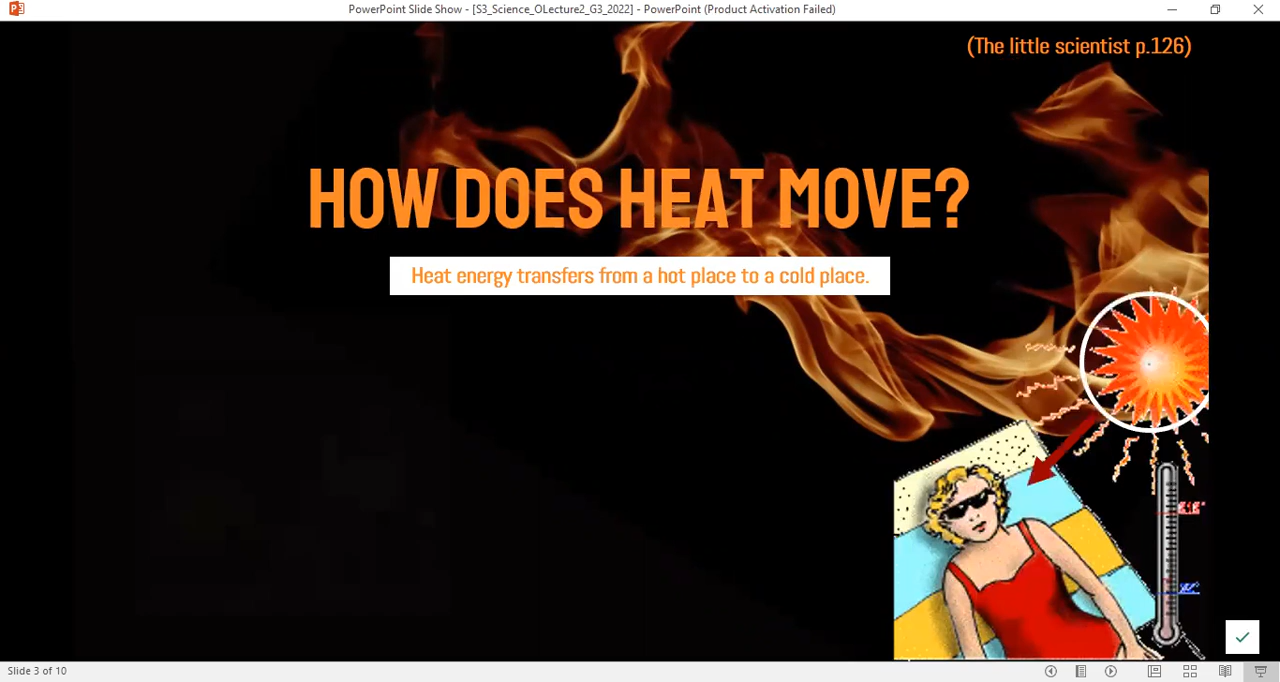 PowerPoint Slide Show - [S3_Science_OLecture2_G3_2022] - PowerPoint (Product Activation Failed)
(The little scientist p.126)
HOW DOES HEAT MOVE?
Heat energy transfers from a hot place to a cold place.
Slide 3 of 10